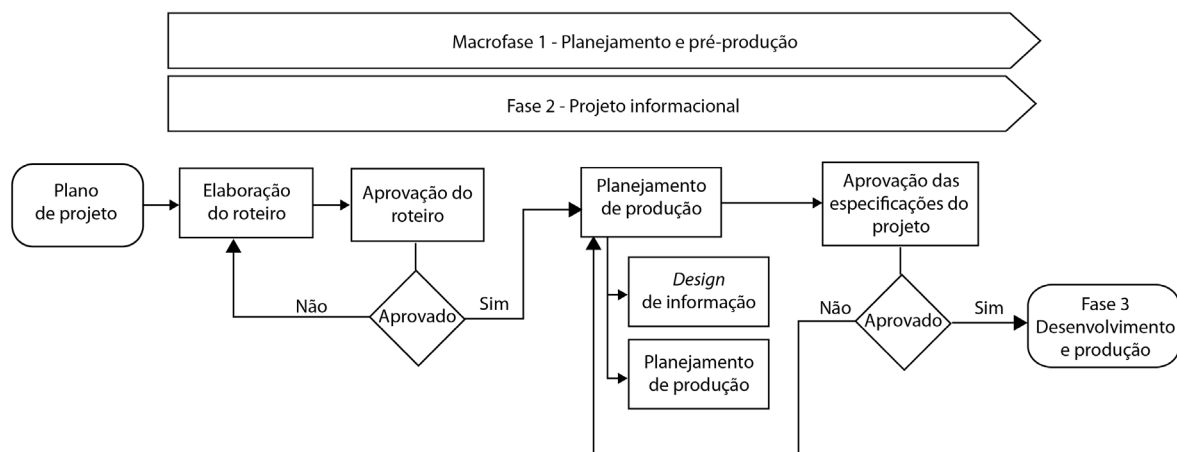 Macrofase 1 - Planejamento e pré-produção
Fase 2 - Projeto informacional
Plano
de projeto
Elaboração
do roteiro
Aprovação do
roteiro
Não
Aprovado
Sim
Planejamento
de produção
Design
de informação
Planejamento
de produção
Aprovação das
especificações do
projeto
Não
Aprovado
Sim
Fase 3
Desenvolvimento
e produção